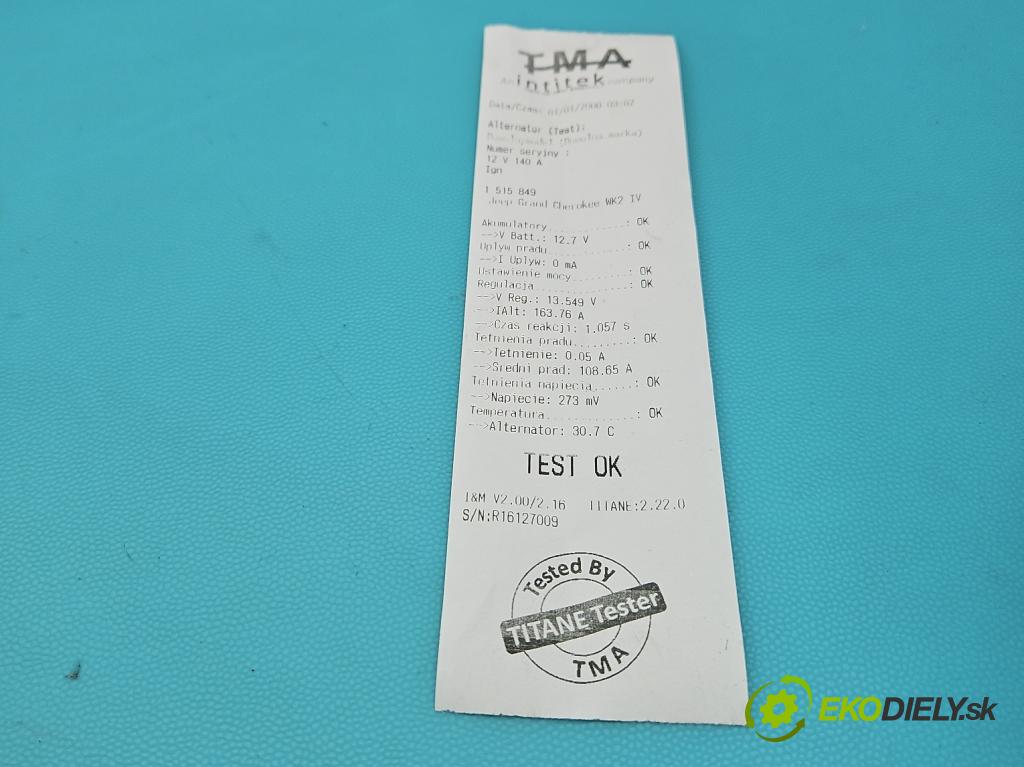 TMA
An intitek company
Data/Czas: 01/01/2000 03:07
Alternator (Test):
Numer seryjny :
12 V 140 A
Ign
1 515 849
Jeep Grand Cherokee WK2 IV
Akumulatory..........: OK
-->V Batt.: 12.7 V
Uplyw pradu..........: OK
-->I Uplyw: 0 mA
Ustawienie mocy........: OK
Regulacja..............: OK
-->V Reg.: 13.549 V
-->IAlt: 163.76 A
-->Czas reakcji: 1.057 s
Tetnienia pradu.........: OK
-->Tetnienie: 0.05 A
-->Sredni prad: 108.65 A
Tetnienia napiecia......: OK
-->Napiecie: 273 mV
Temperatura.............: OK
-->Alternator: 30.7 C
TEST OK
I&M V2.00/2.16 TITANE:2.22.0
S/N:R16127009
Tested By
TITANE Tester
TMA
EKODIELY.sk